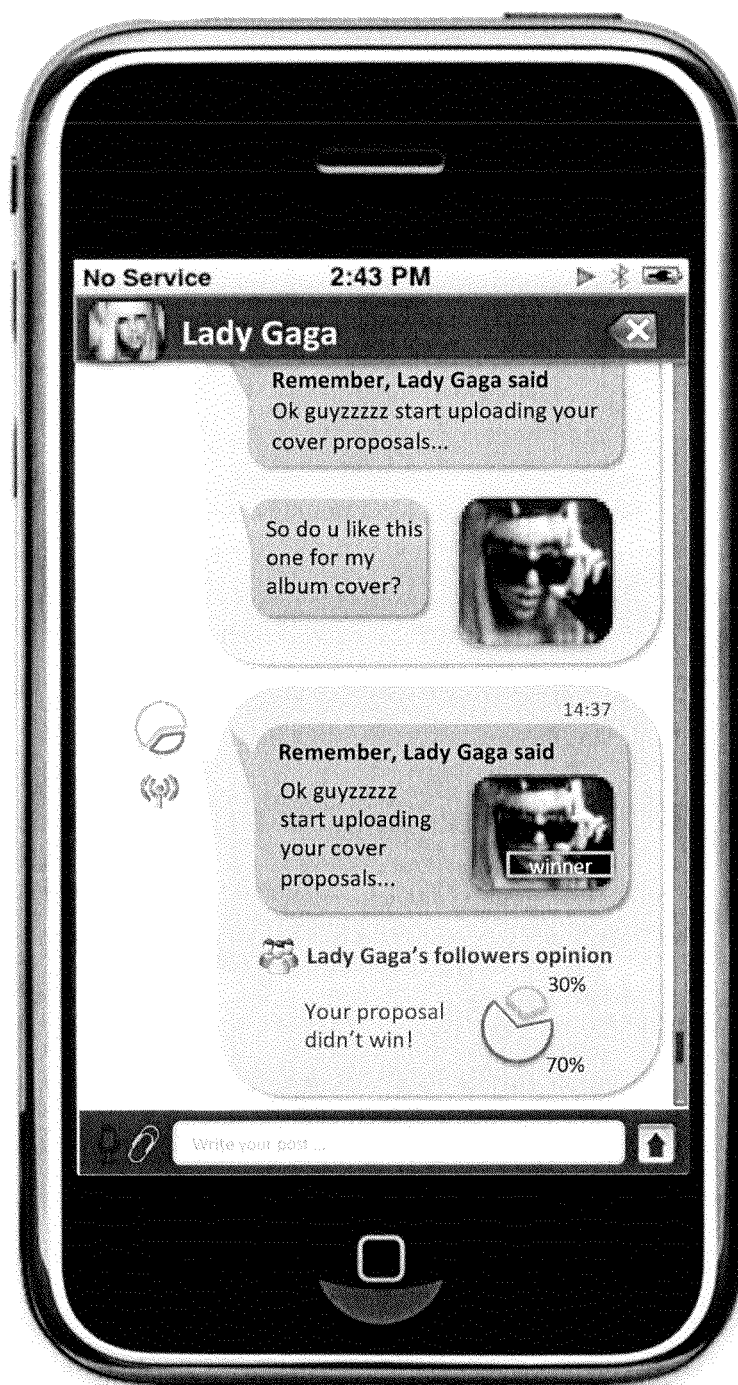 No Service 2:43 PM
Lady Gaga
Remember, Lady Gaga said
Ok guyzzzzz start uploading your
cover proposals...
So do u like this
one for my
album cover?
14:37
Remember, Lady Gaga said
Ok guyzzzzz
start uploading
your cover
proposals...
winner
Lady Gaga's followers opinion
30%
Your proposal
didn't win!
70%
Write your post ...